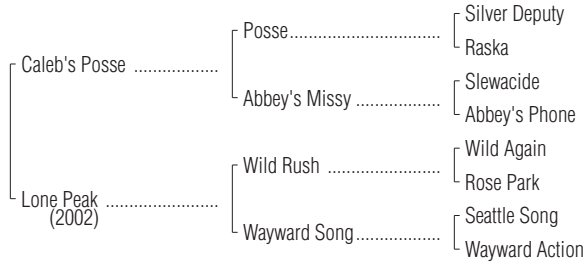 Silver Deputy
Posse..........................................
Raska
Caleb's Posse ....................
Slewacide
Abbey's Missy ......................
Abbey's Phone
Wild Again
Wild Rush .............................
Rose Park
Lone Peak ...........................
(2002)
Seattle Song
Wayward Song.....................
Wayward Action